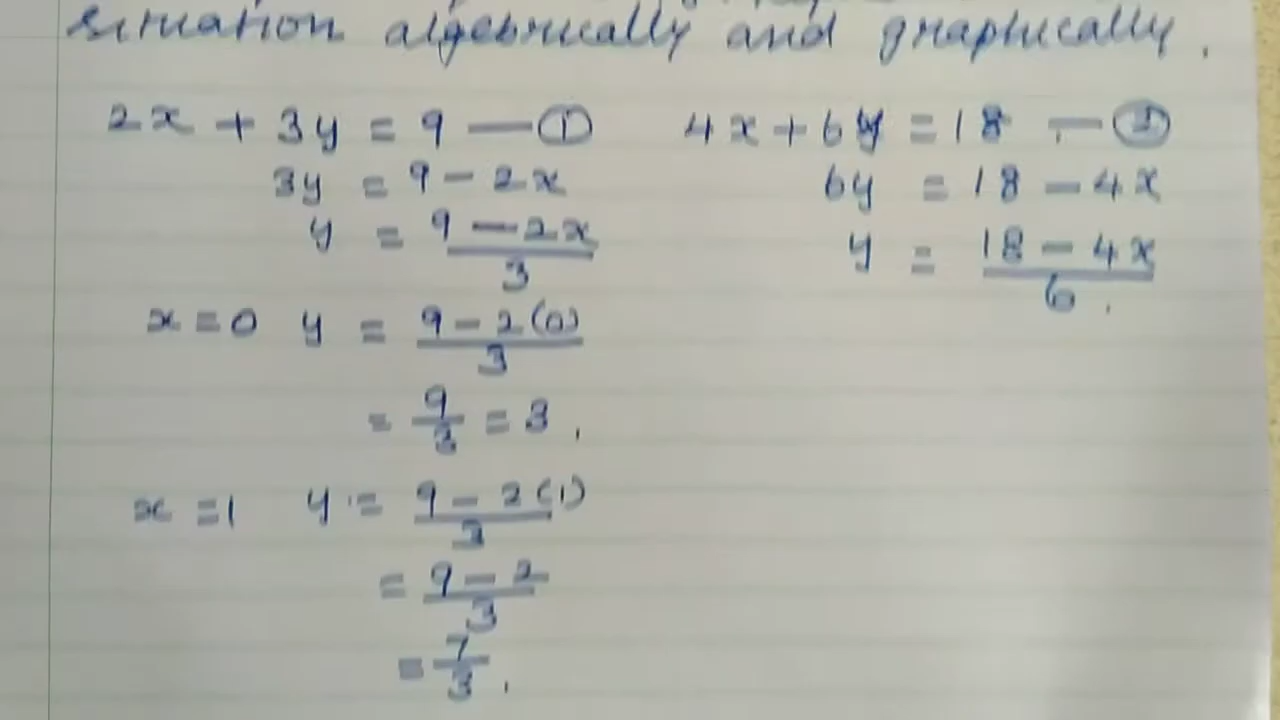 situation algebrically and graphically.
2x + 3y = 9 — ①
3y = 9 - 2x
y = 9 - 2x / 3
x = 0 y = 9 - 2(0) / 3
= 9/3 = 3.
x = 1 y = 9 - 2(1) / 3
= 9 - 2 / 3
= 7/3.
4x + 6y = 18 — ②
6y = 18 - 4x
y = 18 - 4x / 6.